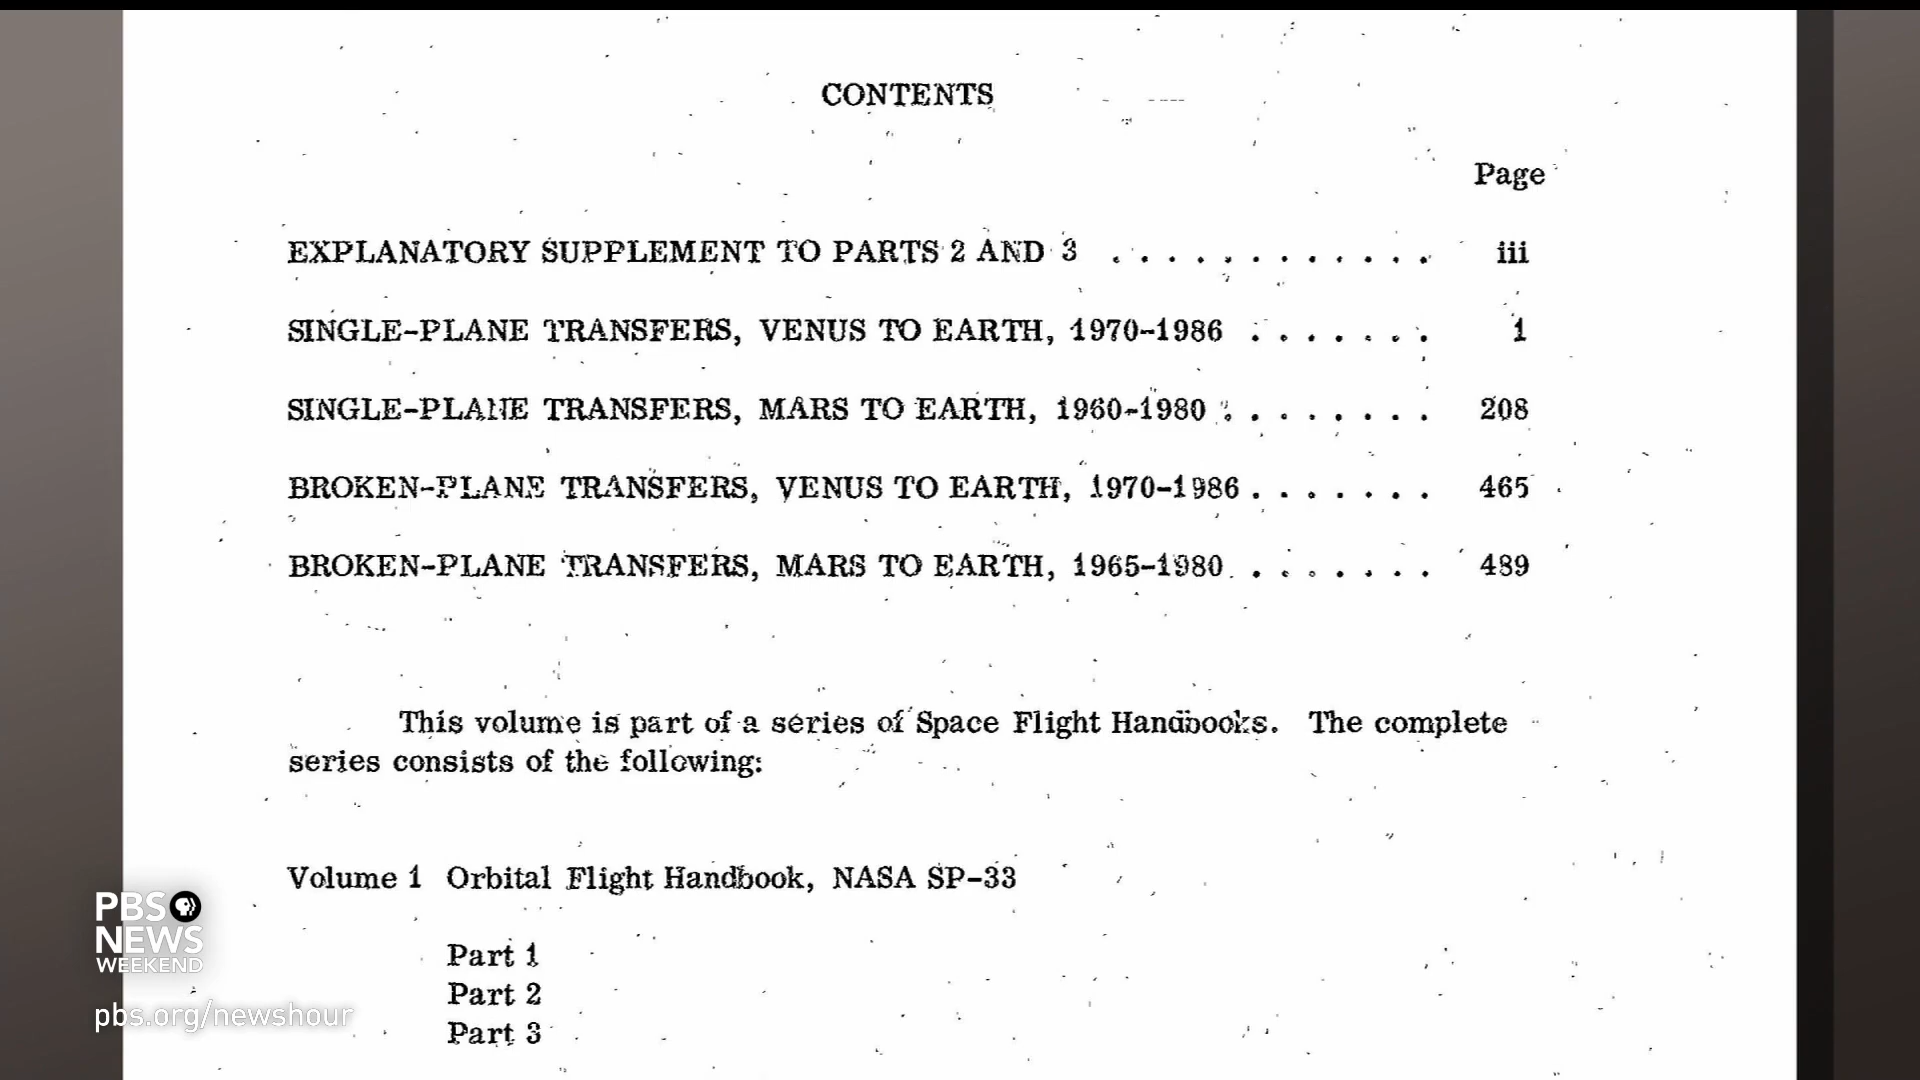 CONTENTS
Page
EXPLANATORY SUPPLEMENT TO PARTS 2 AND 3 . . . . . . . . . . . . iii
SINGLE-PLANE TRANSFERS, VENUS TO EARTH, 1970-1986 . . . . . . . 1
SINGLE-PLANE TRANSFERS, MARS TO EARTH, 1960-1980 . . . . . . . . 208
BROKEN-PLANE TRANSFERS, VENUS TO EARTH, 1970-1986 . . . . . . . 465
BROKEN-PLANE TRANSFERS, MARS TO EARTH, 1965-1980 . . . . . . . 489
This volume is part of a series of Space Flight Handbooks. The complete
series consists of the following:
Volume 1 Orbital Flight Handbook, NASA SP-33
Part 1
Part 2
Part 3
PBS
NEWS
WEEKEND
pbs.org/newshour